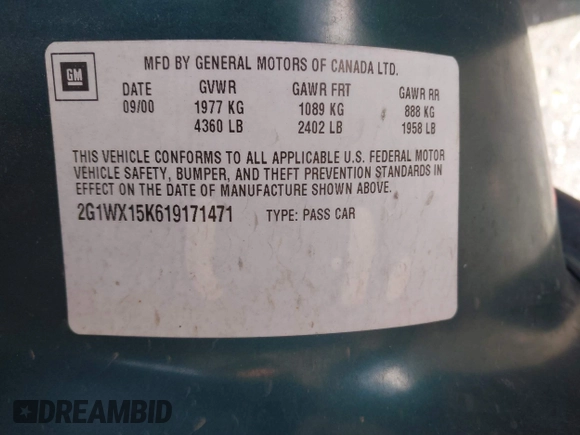 GM
MFD BY GENERAL MOTORS OF CANADA LTD.
DATE GVWR GAWR FRT GAWR RR
09/00 1977 KG 1089 KG 888 KG
4360 LB 2402 LB 1958 LB
THIS VEHICLE CONFORMS TO ALL APPLICABLE U.S. FEDERAL MOTOR
VEHICLE SAFETY, BUMPER, AND THEFT PREVENTION STANDARDS IN
EFFECT ON THE DATE OF MANUFACTURE SHOWN ABOVE.
2G1WX15K619171471 TYPE: PASS CAR
DREAMBID